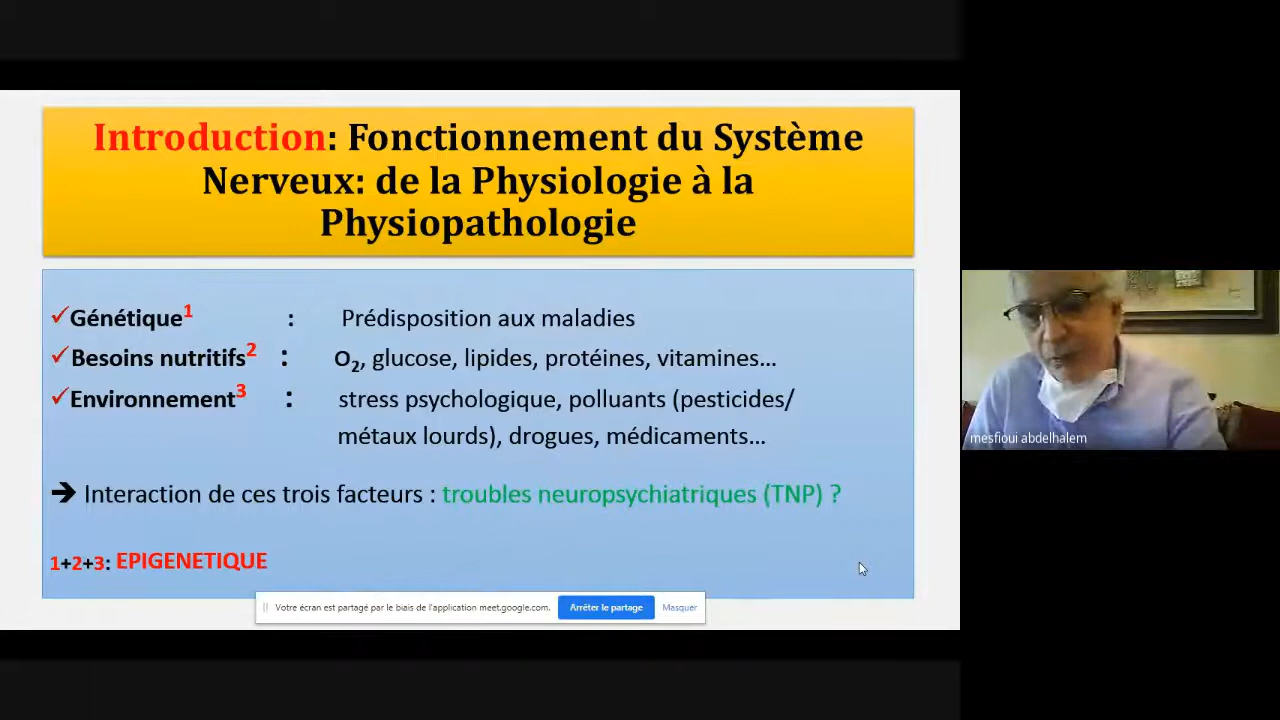 Introduction: Fonctionnement du Système
Nerveux: de la Physiologie à la
Physiopathologie
✓Génétique1 : Prédisposition aux maladies
✓Besoins nutritifs2 : O2, glucose, lipides, protéines, vitamines...
✓Environnement3 : stress psychologique, polluants (pesticides/
métaux lourds), drogues, médicaments...
➔ Interaction de ces trois facteurs : troubles neuropsychiatriques (TNP) ?
1+2+3: EPIGENETIQUE
Votre écran est partagé par le biais de l'application meet.google.com. Arrêter le partage Masquer
mesfioui abdelhalem